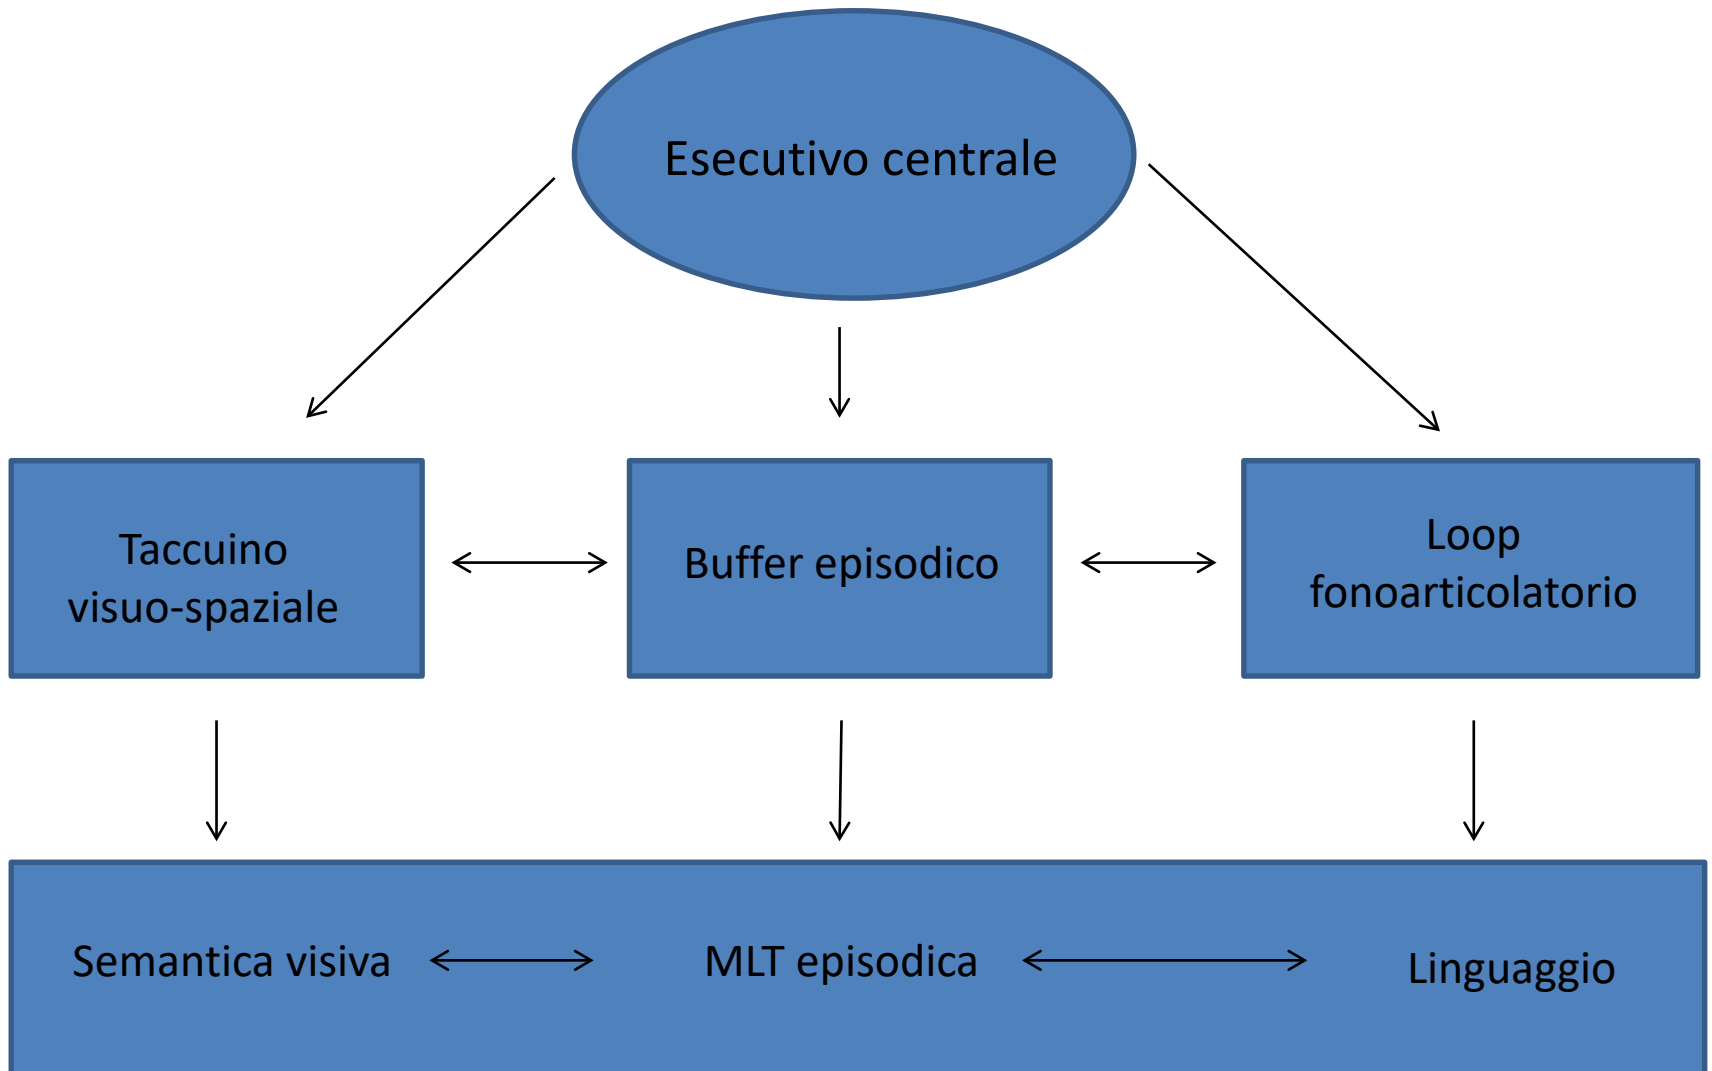 Esecutivo centrale
Taccuino
visuo-spaziale
Buffer episodico
Loop
fonoarticolatorio
Semantica visiva
MLT episodica
Linguaggio